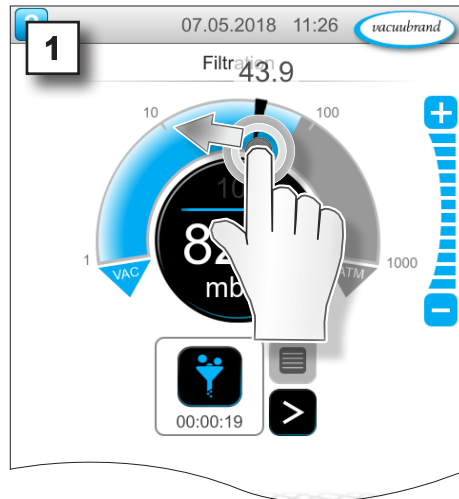 1
07.05.2018 11:26 vacuubrand
Filtration
43.9
10 100
1 VAC ATM 1000
mb
00:00:19